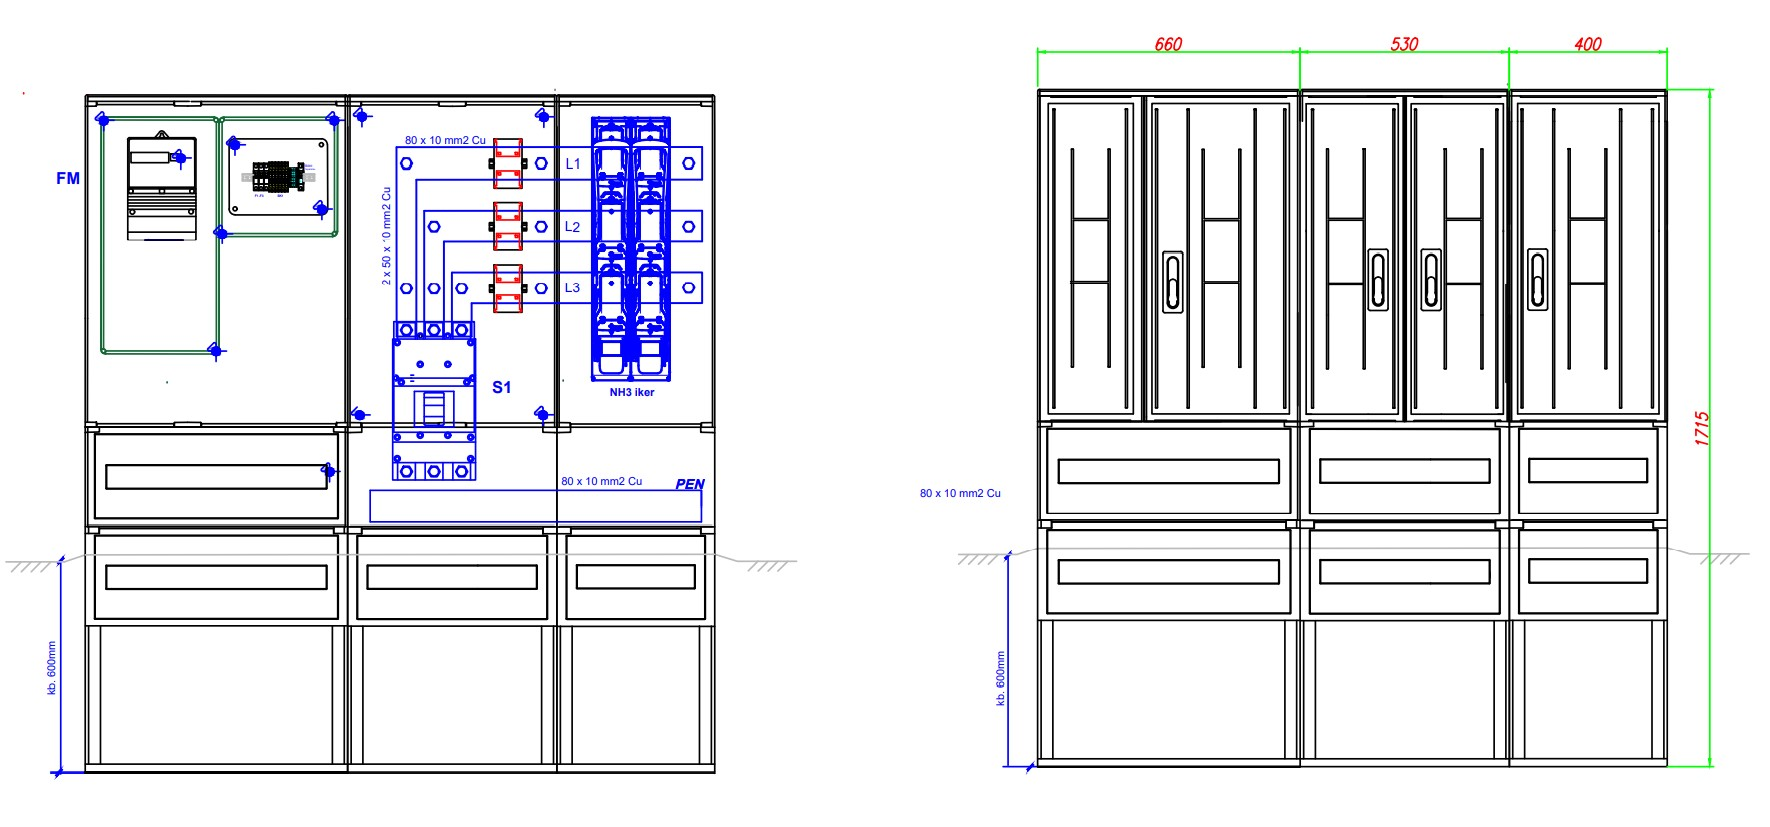 660
530
400
80 x 10 mm2 Cu
L1
FM
2 x 50 x 10 mm2 Cu
L2
L3
S1
NH3 iker
1715
80 x 10 mm2 Cu
PEN
80 x 10 mm2 Cu
kb. 600mm
kb. 600mm